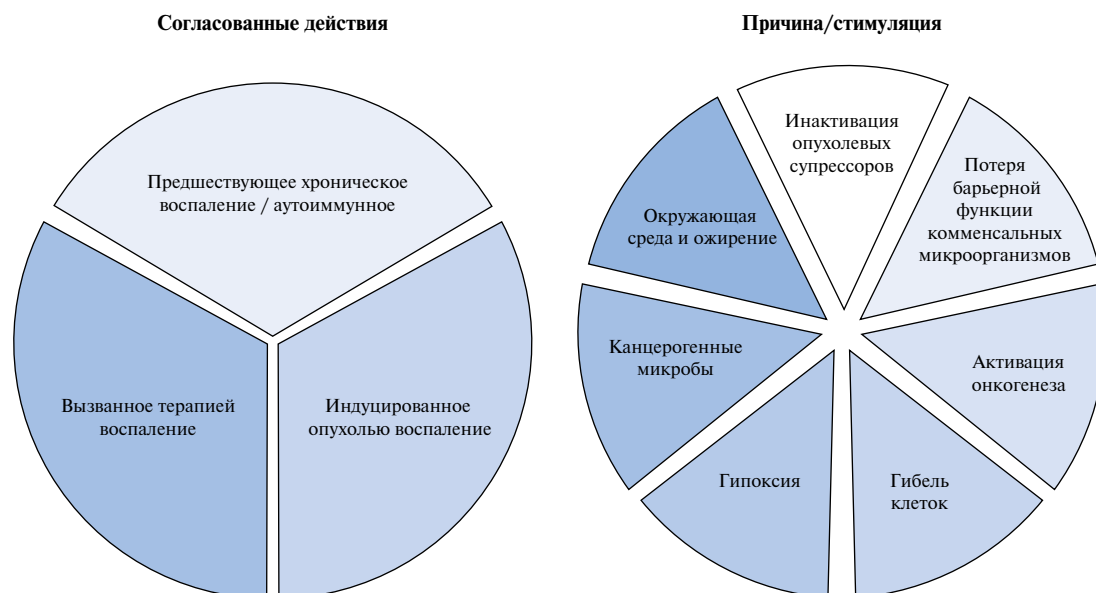 Согласованные действия
Предшествующее хроническое
воспаление / аутоиммунное
Вызванное терапией
воспаление
Индуцированное
опухолью воспаление
Причина/стимуляция
Инактивация
опухолевых
супрессоров
Потеря
барьерной
функции
комменсальных
микроорганизмов
Активация
онкогенеза
Гибель
клеток
Гипоксия
Канцерогенные
микробы
Окружающая
среда и ожирение